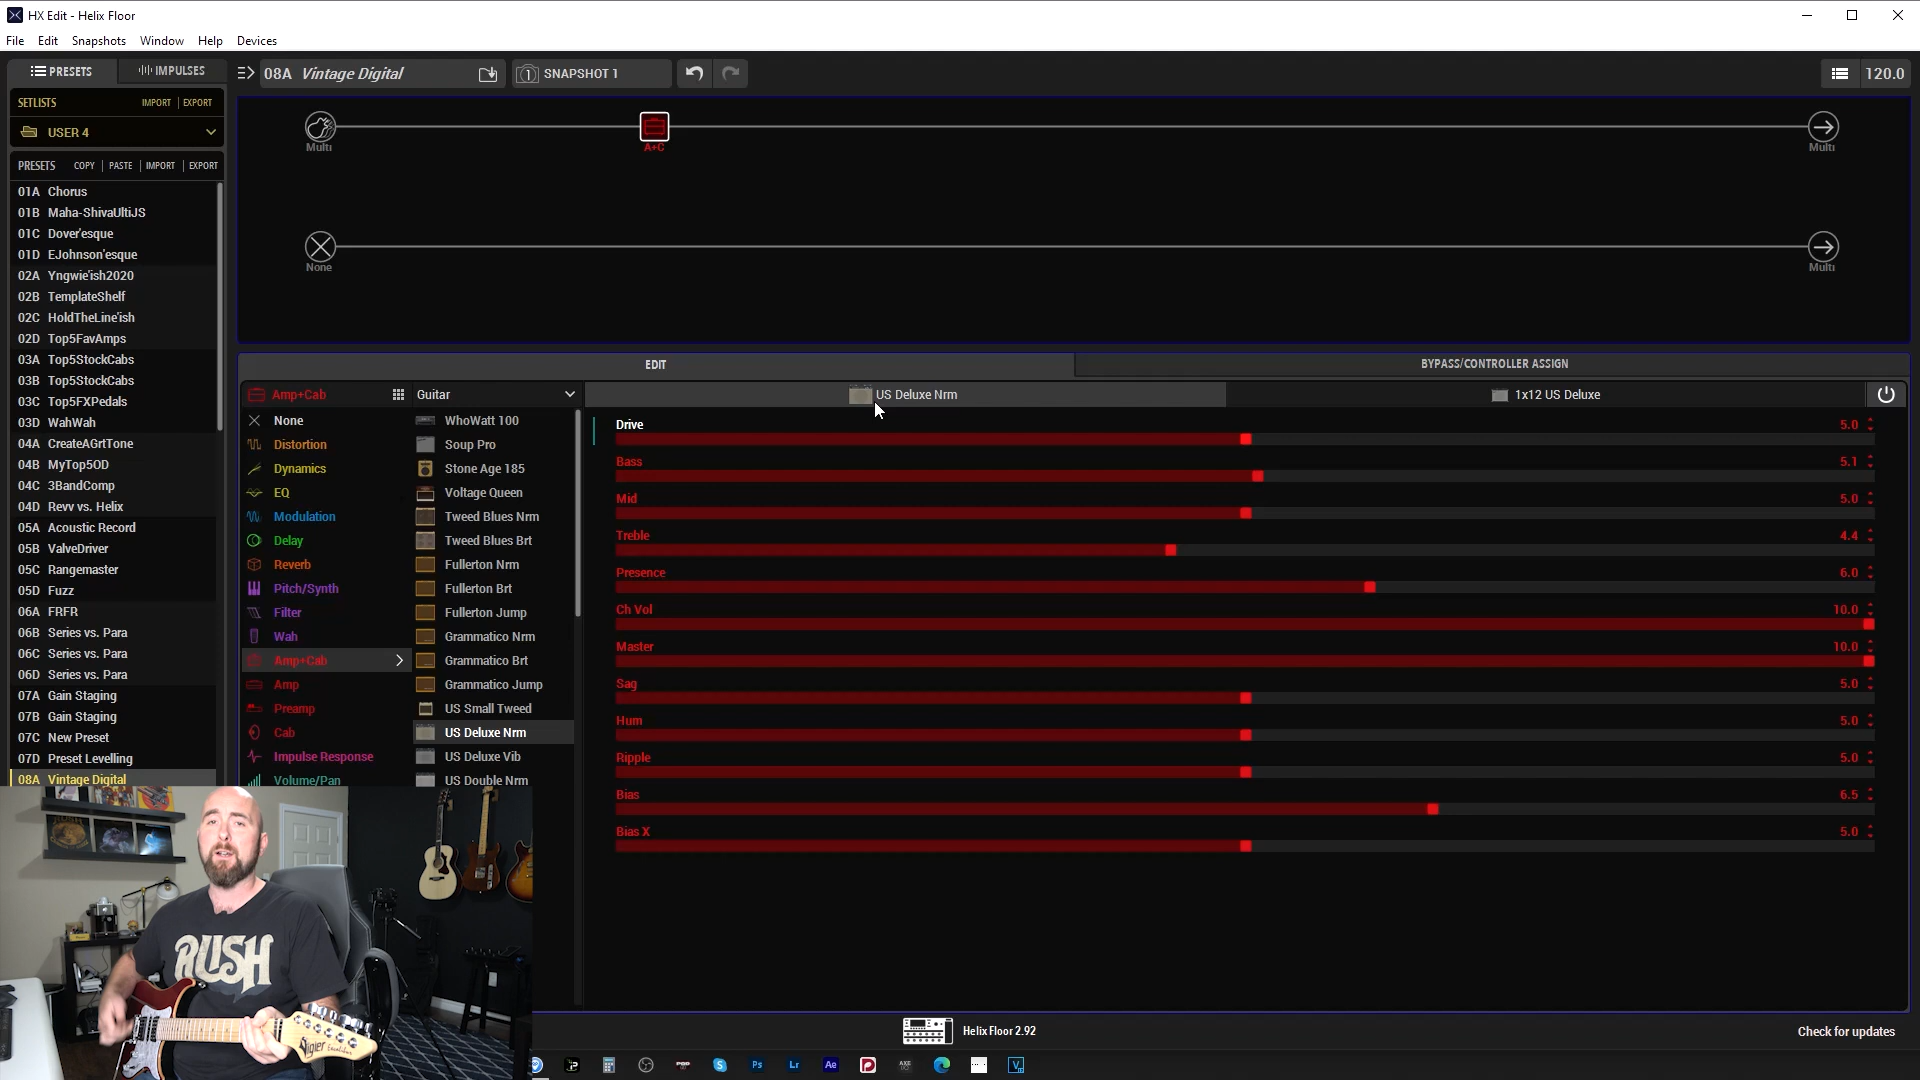 HX Edit - Helix Floor
File Edit Snapshots Window Help Devices
PRESETS IMPULSES
08A Vintage Digital
1 SNAPSHOT 1
120.0
SETLISTS IMPORT | EXPORT
USER 4
PRESETS COPY | PASTE | IMPORT | EXPORT
01A Chorus
01B Maha-ShivaUltiJS
01C Dover'esque
01D EJohnson'esque
02A Yngwie'ish2020
02B TemplateShelf
02C HoldTheLine'ish
02D Top5FavAmps
03A Top5StockCabs
03B Top5StockCabs
03C Top5FXPedals
03D WahWah
04A CreateAGrtTone
04B MyTop5OD
04C 3BandComp
04D Revv vs. Helix
05A Acoustic Record
05B ValveDriver
05C Rangemaster
05D Fuzz
06A FRFR
06B Series vs. Para
06C Series vs. Para
06D Series vs. Para
07A Gain Staging
07B Gain Staging
07C New Preset
07D Preset Levelling
08A Vintage Digital
Multi
A+C
Multi
None
Multi
EDIT
BYPASS/CONTROLLER ASSIGN
Amp+Cab
Guitar
US Deluxe Nrm
1x12 US Deluxe
None
Distortion
Dynamics
EQ
Modulation
Delay
Reverb
Pitch/Synth
Filter
Wah
Amp+Cab
Amp
Preamp
Cab
Impulse Response
Volume/Pan
WhoWatt 100
Soup Pro
Stone Age 185
Voltage Queen
Tweed Blues Nrm
Tweed Blues Brt
Fullerton Nrm
Fullerton Brt
Fullerton Jump
Grammatico Nrm
Grammatico Brt
Grammatico Jump
US Small Tweed
US Deluxe Nrm
US Deluxe Vib
US Double Nrm
Drive 5.0
Bass 5.1
Mid 5.0
Treble 4.4
Presence 6.0
Ch Vol 10.0
Master 10.0
Sag 5.0
Hum 5.0
Ripple 5.0
Bias 6.5
Bias X 5.0
RUSH
Helix Floor 2.92
Check for updates
Ps Lr Ae